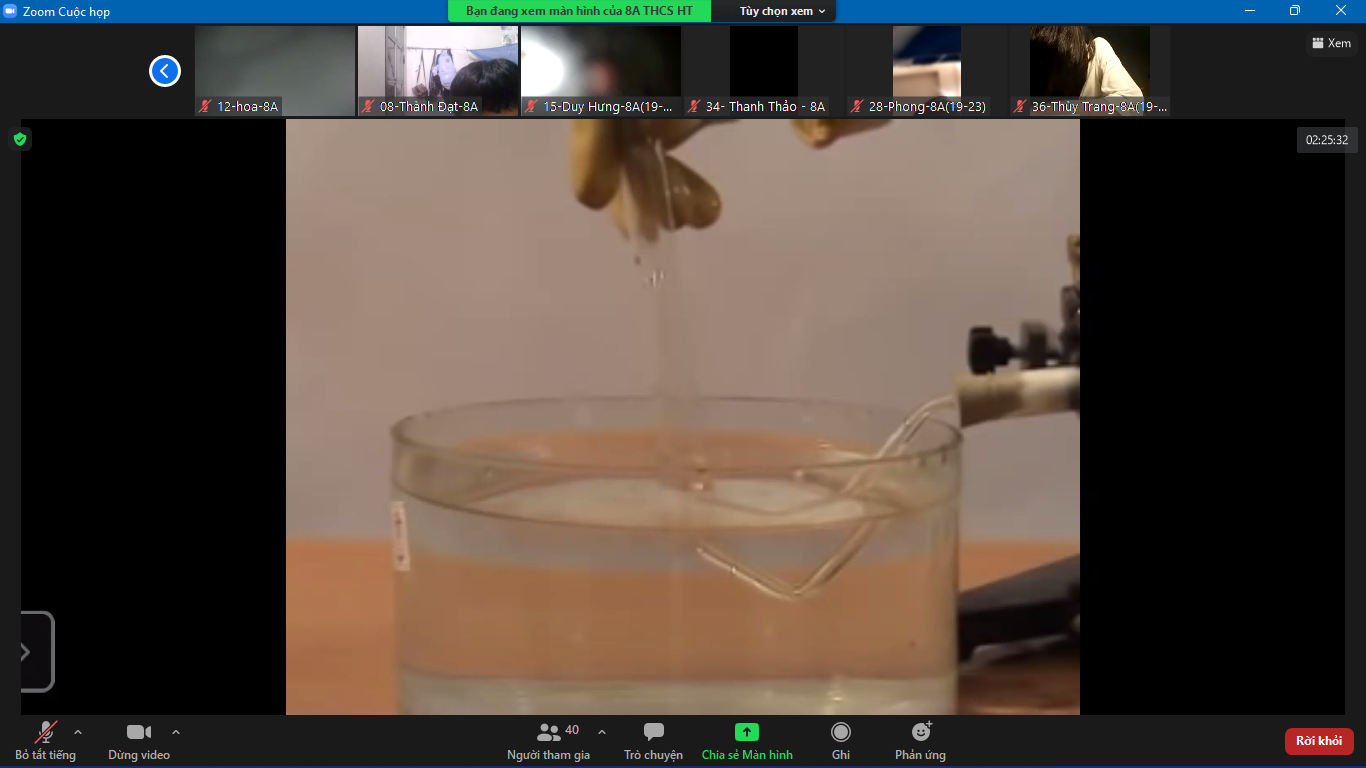 Zoom Cuộc họp
Bạn đang xem màn hình của 8A THCS HT
Tùy chọn xem
Xem
12-hoa-8A
08-Thành Đạt-8A
15-Duy Hưng-8A(19-...
34- Thanh Thảo - 8A
28-Phong-8A(19-23)
36-Thùy Trang-8A(19-...
02:25:32
Bỏ tắt tiếng
Dừng video
40
Người tham gia
Trò chuyện
Chia sẻ Màn hình
Ghi
Phản ứng
Rời khỏi